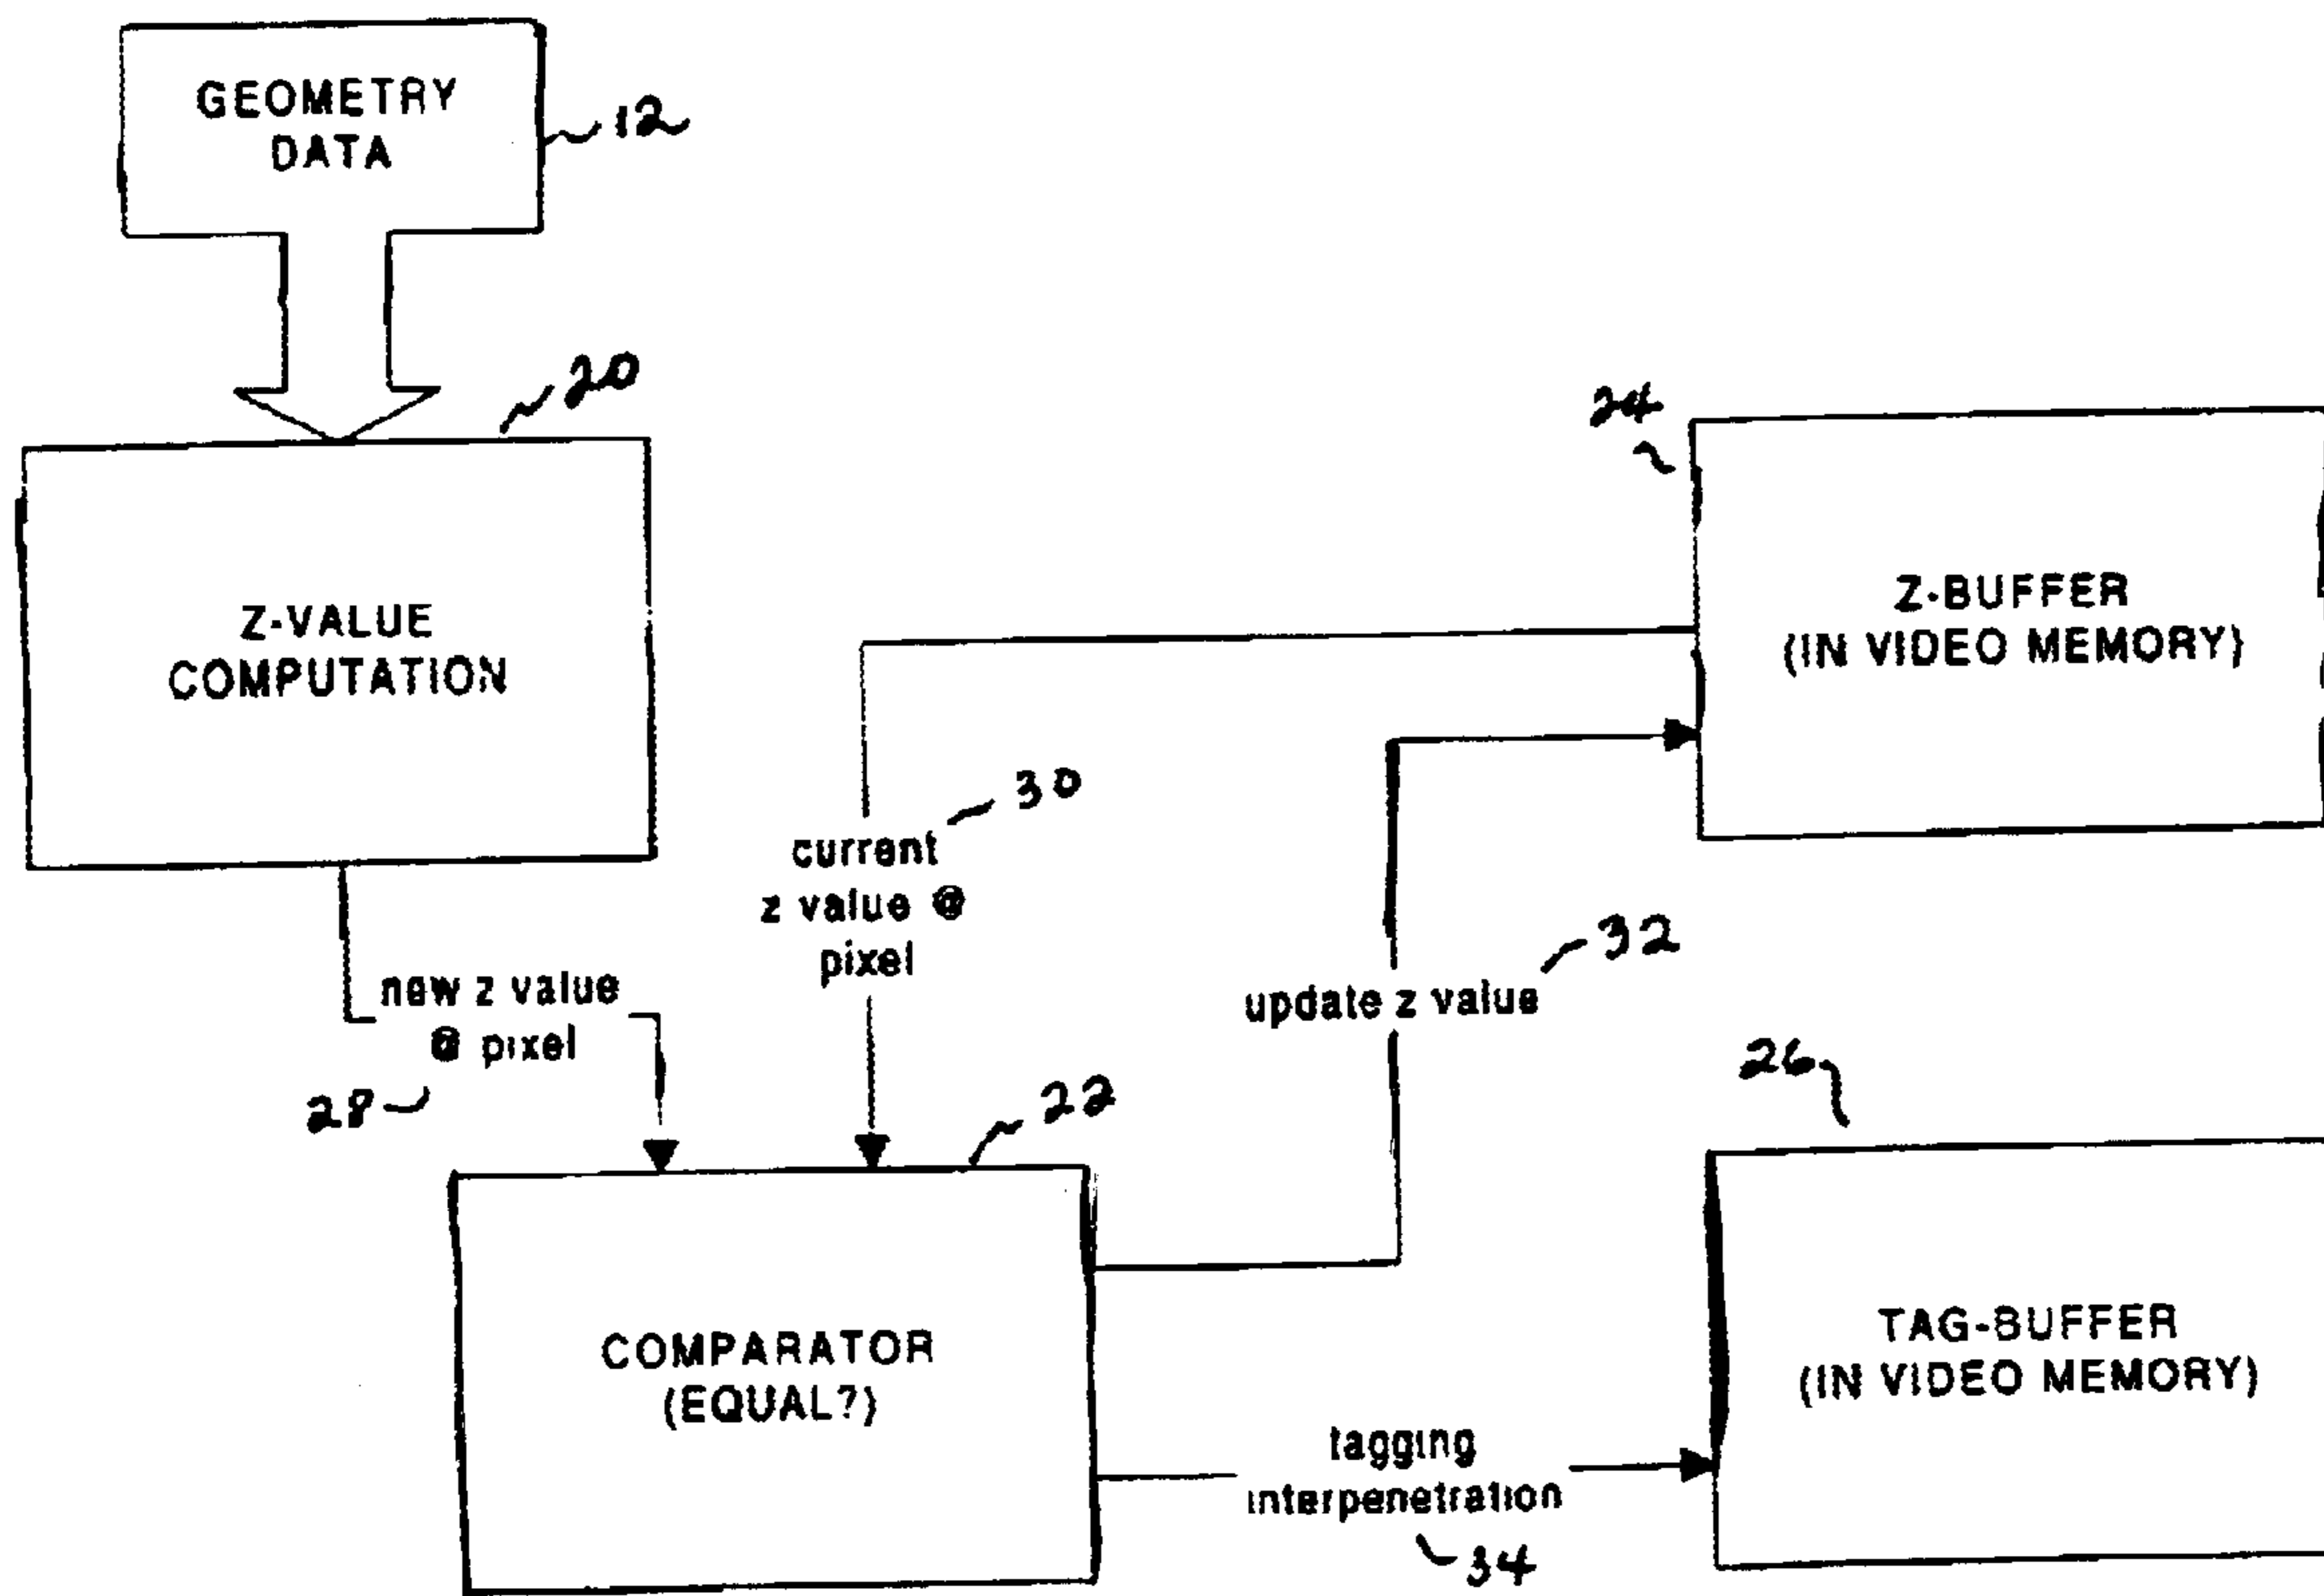 GEOMETRY
DATA
12
20
Z-VALUE
COMPUTATION
24
Z-BUFFER
(IN VIDEO MEMORY)
30
current
z value @
pixel
32
update z value
new z value
@ pixel
28
22
26
COMPARATOR
(EQUAL?)
TAG-BUFFER
(IN VIDEO MEMORY)
tagging
interpenetration
34